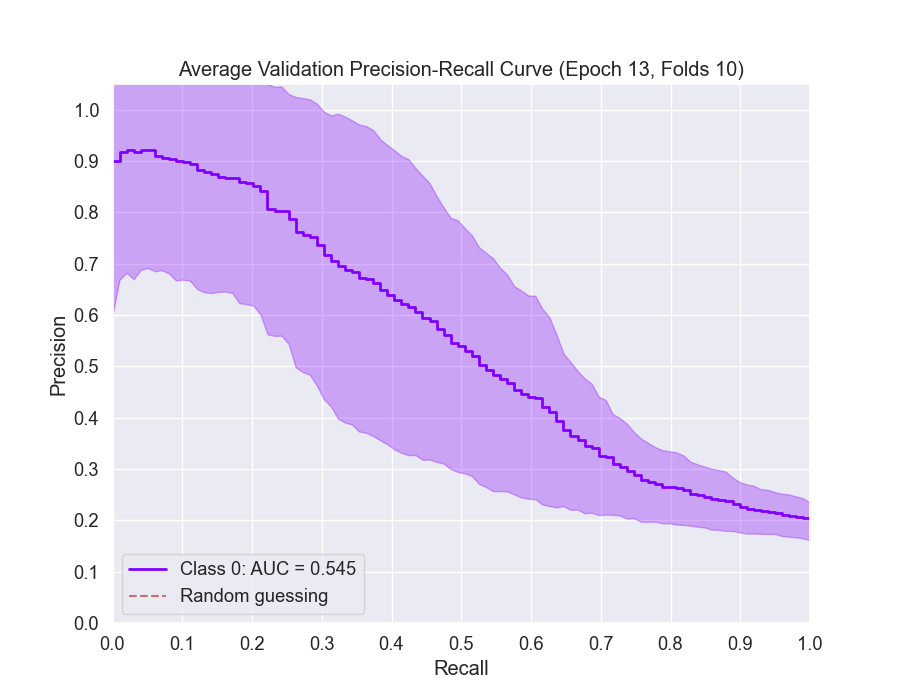 Average Validation Precision-Recall Curve (Epoch 13, Folds 10)
1.0
0.9
0.8
0.7
0.6
0.5
0.4
0.3
0.2
0.1
0.0
Precision
Class 0: AUC = 0.545
Random guessing
0.0 0.1 0.2 0.3 0.4 0.5 0.6 0.7 0.8 0.9 1.0
Recall